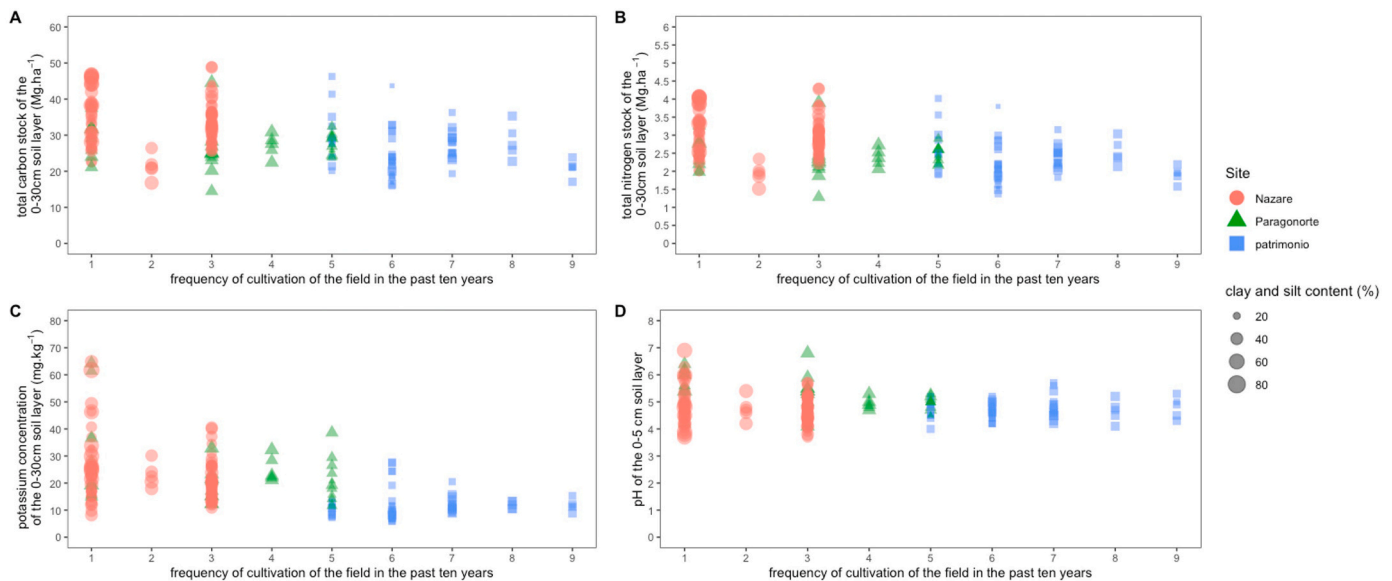 A
total carbon stock of the
0-30cm soil layer (Mg.ha⁻¹)
60
50
40
30
20
10
0
1 2 3 4 5 6 7 8 9
frequency of cultivation of the field in the past ten years
B
total nitrogen stock of the
0-30cm soil layer (Mg.ha⁻¹)
6
5.5
5
4.5
4
3.5
3
2.5
2
1.5
1
0.5
0
1 2 3 4 5 6 7 8 9
frequency of cultivation of the field in the past ten years
C
potassium concentration
of the 0-30cm soil layer (mg.kg⁻¹)
80
70
60
50
40
30
20
10
0
1 2 3 4 5 6 7 8 9
frequency of cultivation of the field in the past ten years
D
pH of the 0-5 cm soil layer
8
7
6
5
4
3
2
1
0
1 2 3 4 5 6 7 8 9
frequency of cultivation of the field in the past ten years
Site
Nazare
Paragonorte
patrimonio
clay and silt content (%)
20
40
60
80